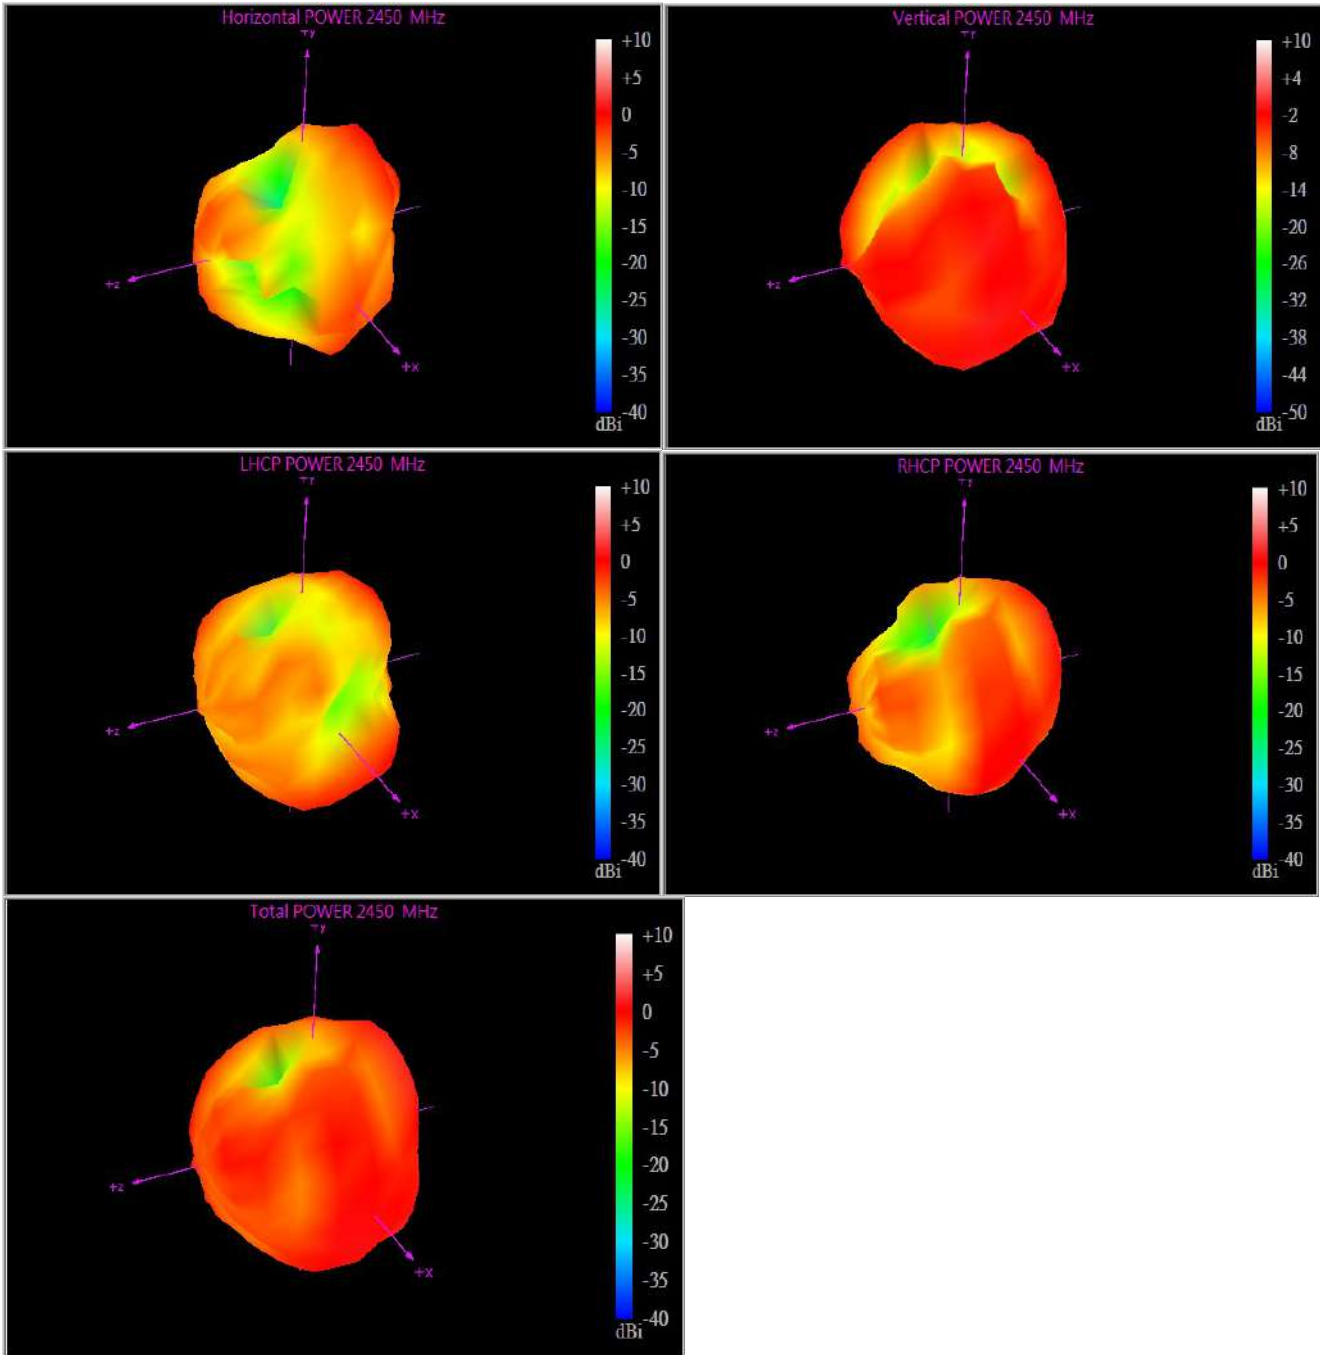 Horizontal POWER 2450 MHz
+y
+z
+x
+10
+5
0
-5
-10
-15
-20
-25
-30
-35
-40
dBi
Vertical POWER 2450 MHz
+y
+z
+x
+10
+4
-2
-8
-14
-20
-26
-32
-38
-44
-50
dBi
LHCP POWER 2450 MHz
+y
+z
+x
+10
+5
0
-5
-10
-15
-20
-25
-30
-35
-40
dBi
RHCP POWER 2450 MHz
+y
+z
+x
+10
+5
0
-5
-10
-15
-20
-25
-30
-35
-40
dBi
Total POWER 2450 MHz
+y
+z
+x
+10
+5
0
-5
-10
-15
-20
-25
-30
-35
-40
dBi